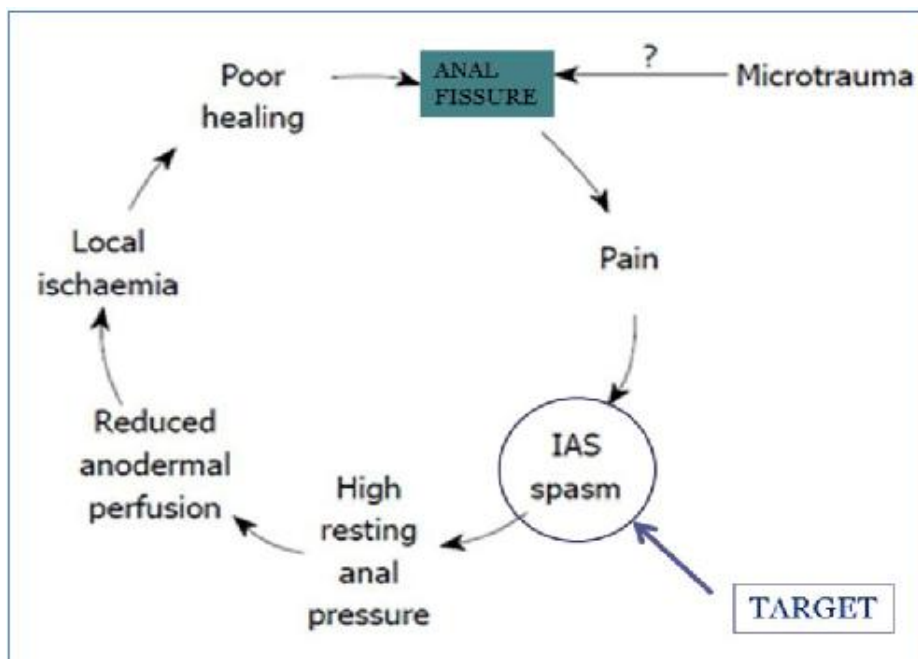 Poor
healing
ANAL
FISSURE
?
Microtrauma
Pain
IAS
spasm
TARGET
High
resting
anal
pressure
Reduced
anodermal
perfusion
Local
ischaemia